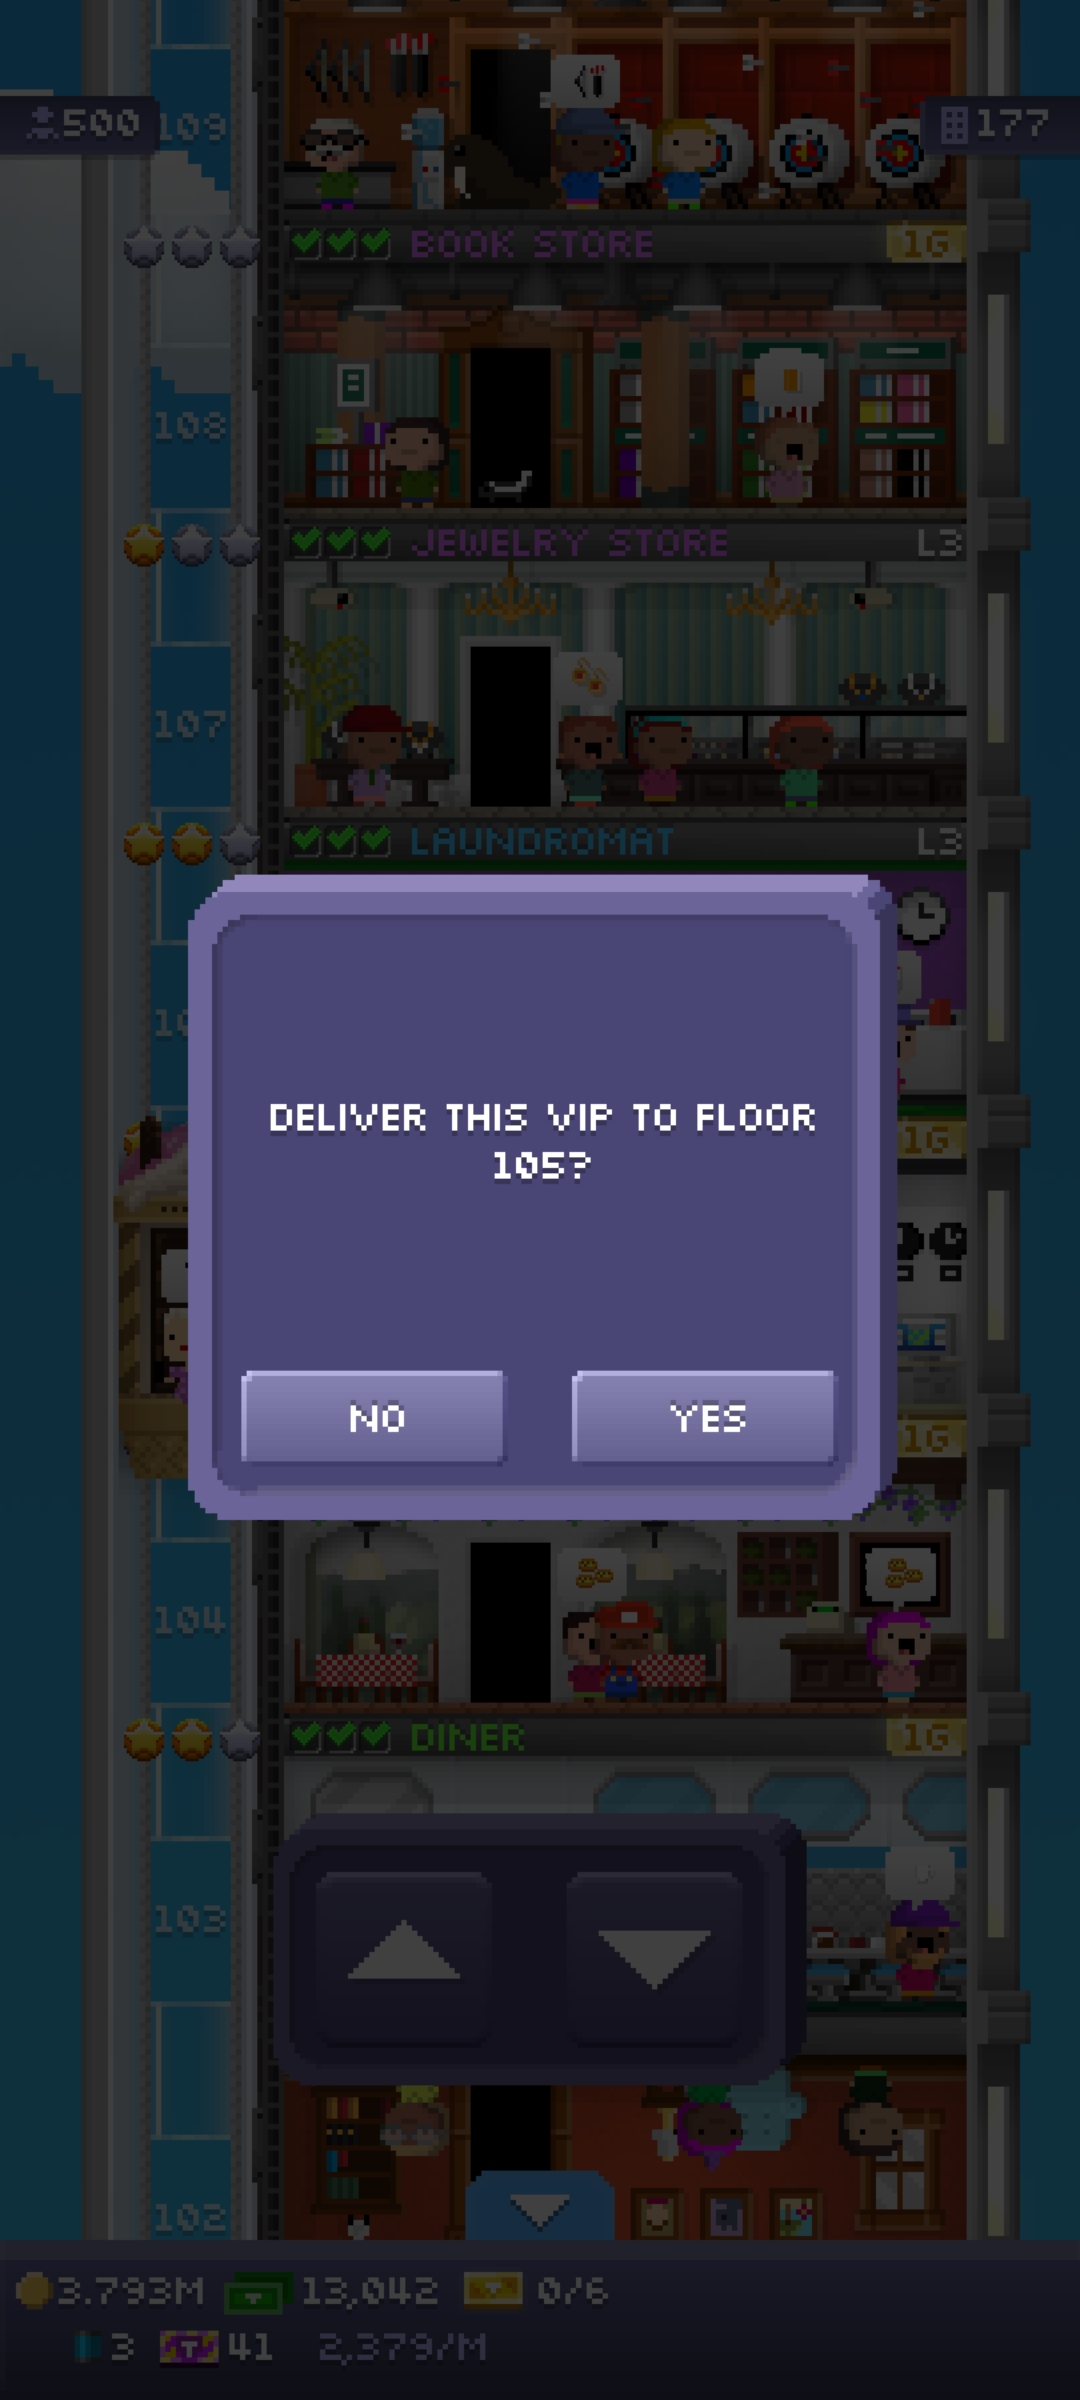 500
109
177
BOOK STORE
1G
108
JEWELRY STORE
L3
107
LAUNDROMAT
L3
1G
DELIVER THIS VIP TO FLOOR
105?
NO
YES
1G
104
DINER
1G
103
102
3.793M
13,042
0/6
3
T
41
2,379/M